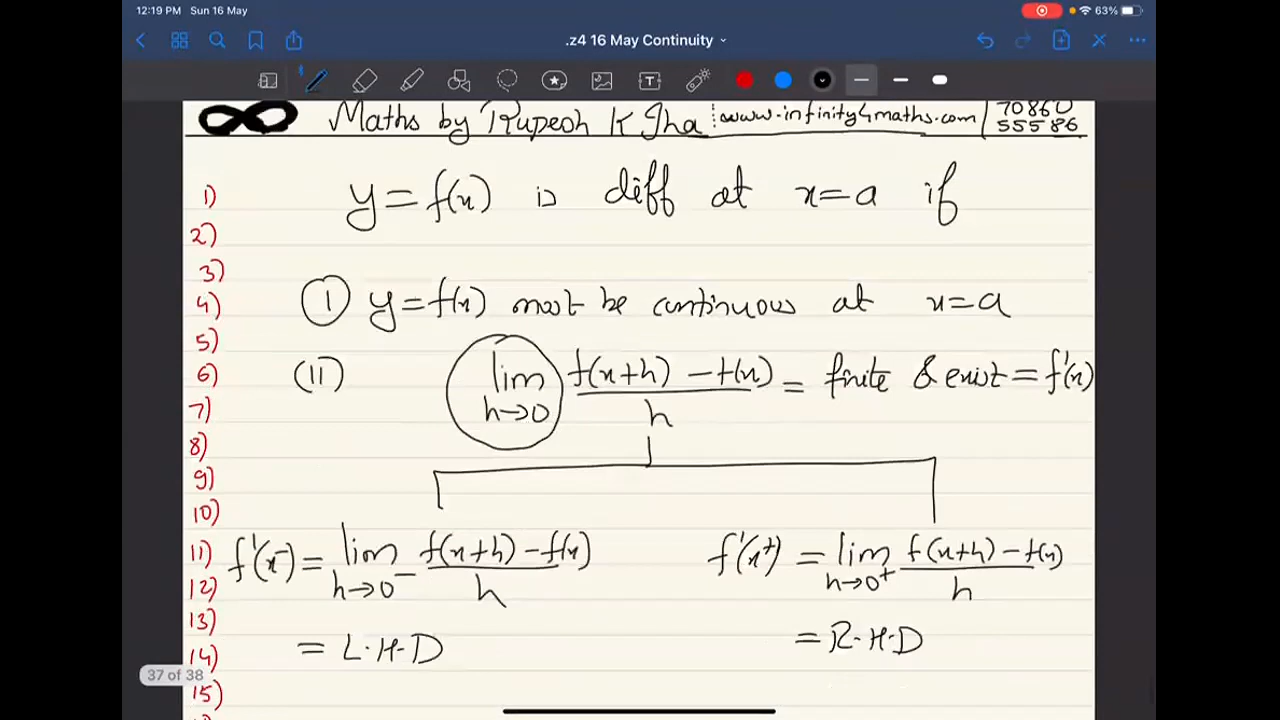 12:19 PM Sun 16 May 63%
.z4 16 May Continuity
Maths by Rupesh K Jha www.infinity4maths.com 70860
55586
1) y = f(x) is diff at x=a if
2)
3)
4) (I) y=f(x) must be continuous at x=a
5)
6) (II) lim h→0 f(x+h) - f(x) / h = finite & exist = f'(x)
7)
8)
9)
10)
11) f'(x⁻) = lim h→0⁻ f(x+h) - f(x) / h f'(x⁺) = lim h→0⁺ f(x+h) - f(x) / h
12)
13)
14) = L.H.D = R.H.D
37 of 38
15)